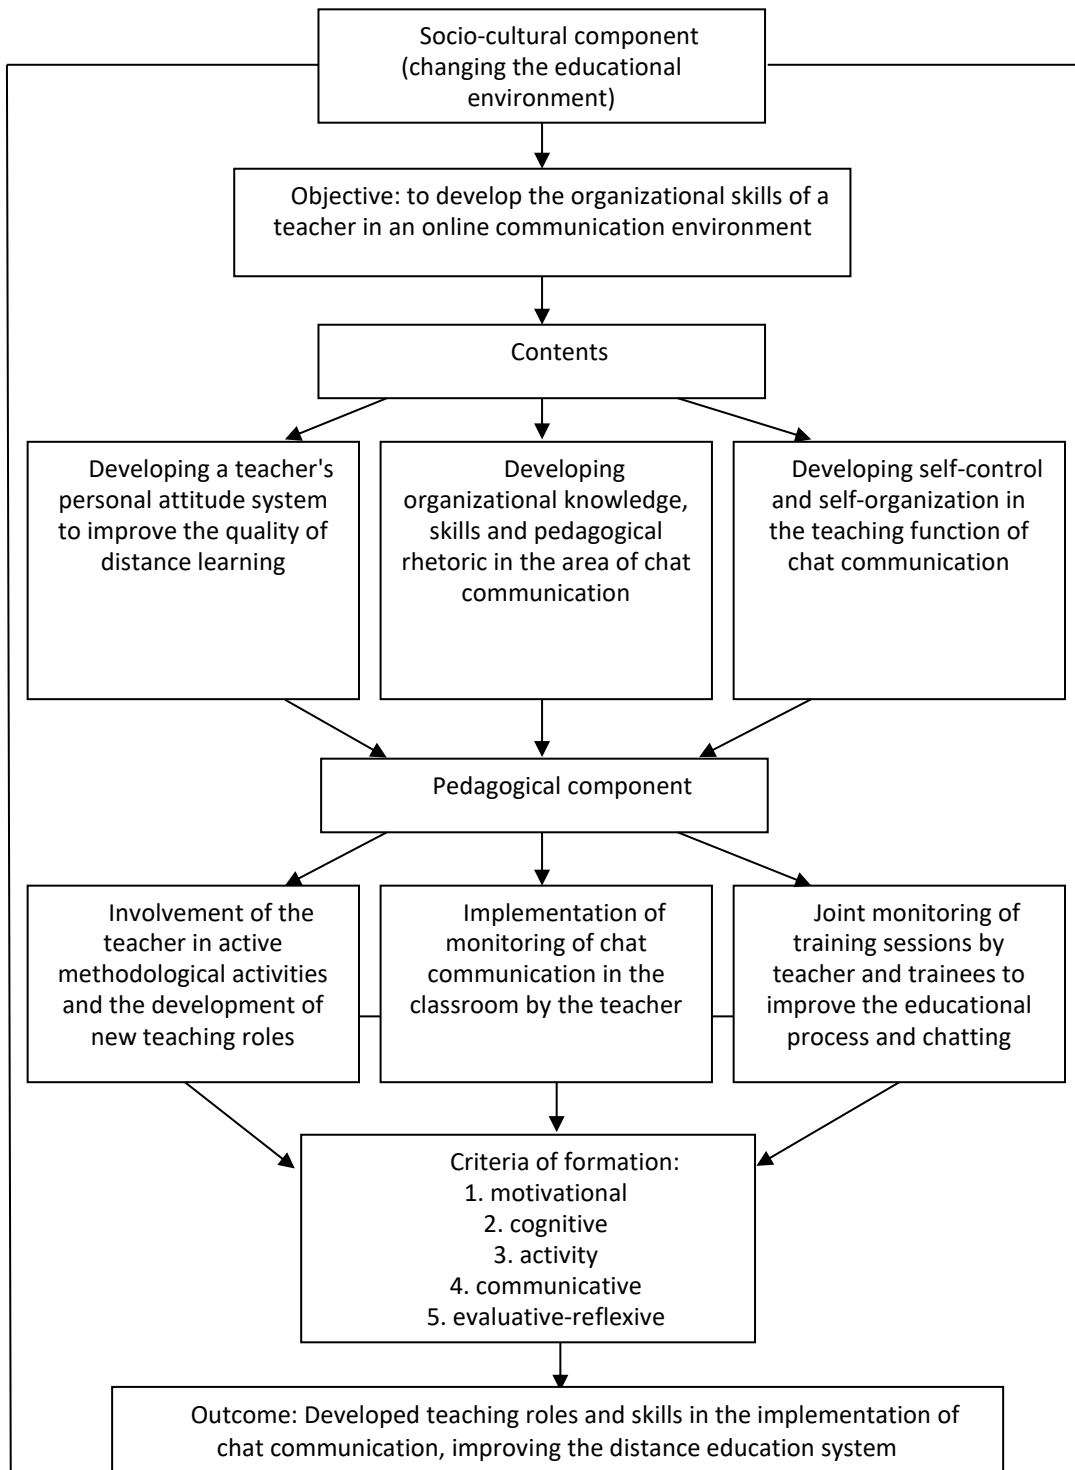 Socio-cultural component
(changing the educational
environment)
Objective: to develop the organizational skills of a
teacher in an online communication environment
Contents
Developing a teacher's
personal attitude system
to improve the quality of
distance learning
Developing
organizational knowledge,
skills and pedagogical
rhetoric in the area of chat
communication
Developing self-control
and self-organization in
the teaching function of
chat communication
Pedagogical component
Involvement of the
teacher in active
methodological activities
and the development of
new teaching roles
Implementation of
monitoring of chat
communication in the
classroom by the teacher
Joint monitoring of
training sessions by
teacher and trainees to
improve the educational
process and chatting
Criteria of formation:
1. motivational
2. cognitive
3. activity
4. communicative
5. evaluative-reflexive
Outcome: Developed teaching roles and skills in the implementation of
chat communication, improving the distance education system